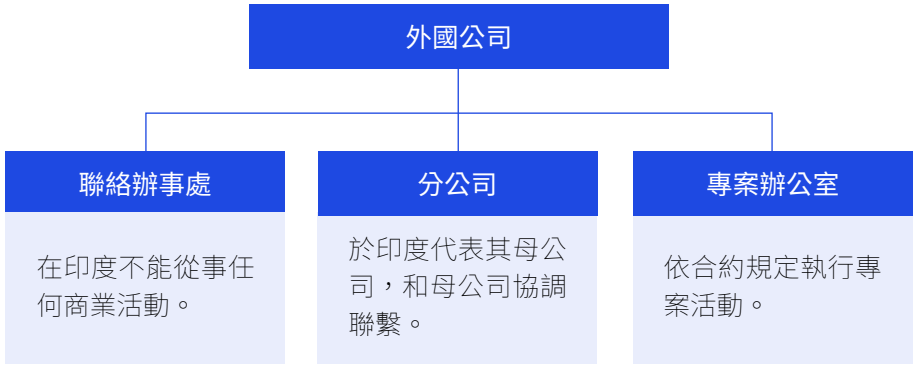 外國公司
聯絡辦事處
在印度不能從事任
何商業活動。
分公司
於印度代表其母公
司，和母公司協調
聯繫。
專案辦公室
依合約規定執行專
案活動。